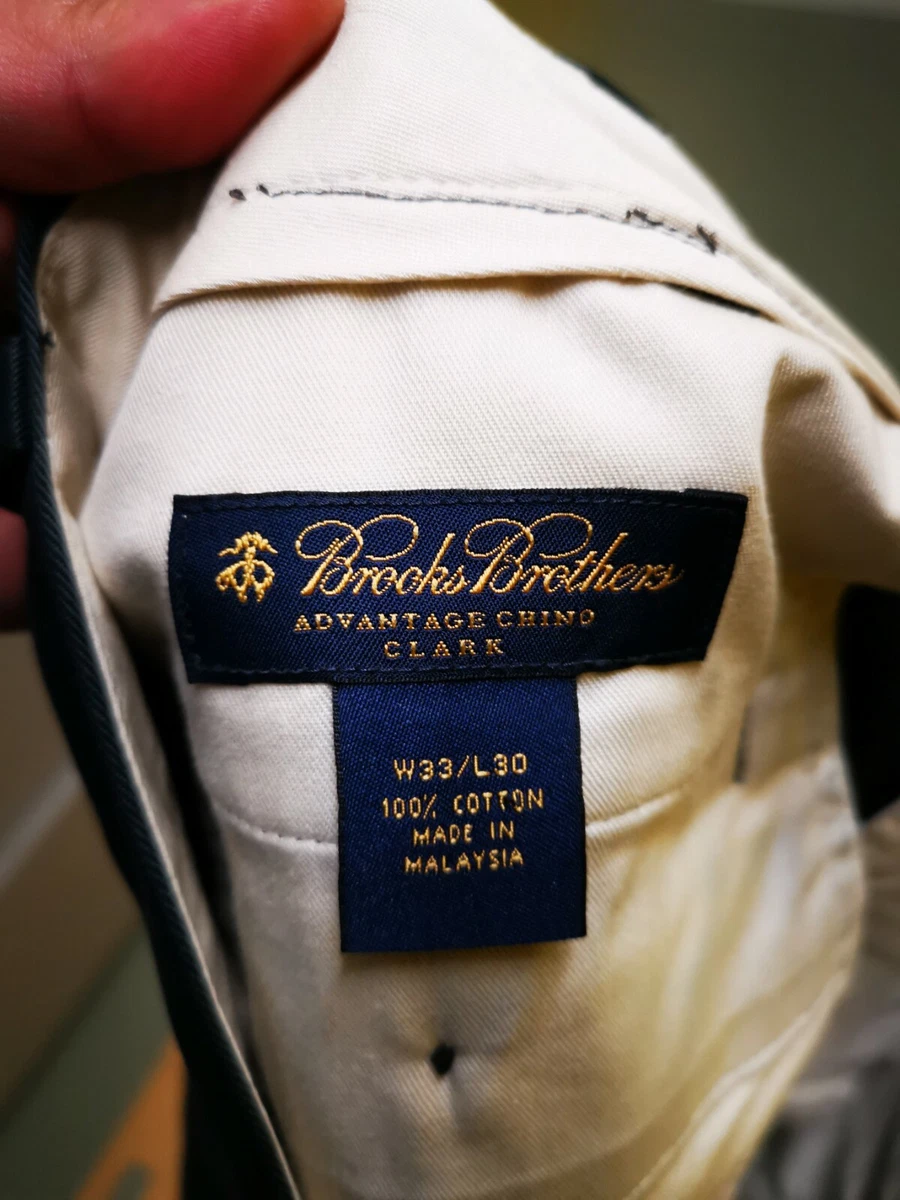 Brooks Brothers
ADVANTAGE CHINO
CLARK
W33/L30
100% COTTON
MADE IN
MALAYSIA